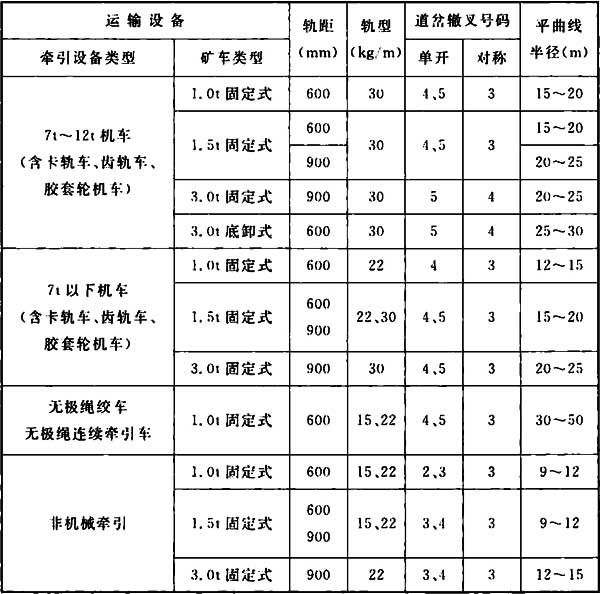 运输设备 轨距 (mm) 轨型 (kg/m) 道岔辙叉号码 平曲线 半径(m)
牵引设备类型 矿车类型 单开 对称
7t～12t机车
(含卡轨车、齿轨车、
胶套轮机车)
1.0t固定式 600 30 4、5 3 15～20
1.5t固定式 600 30 4、5 3 15～20
900 20～25
3.0t固定式 900 30 5 4 20～25
3.0t底卸式 600 30 5 4 25～30
7t以下机车
(含卡轨车、齿轨车、
胶套轮机车)
1.0t固定式 600 22 4 3 12～15
1.5t固定式 600 900 22、30 4、5 3 15～20
3.0t固定式 900 30 4、5 3 20～25
无极绳绞车
无极绳连续牵引车
1.0t固定式 600 15、22 4、5 3 30～50
非机械牵引
1.0t固定式 600 15、22 2、3 3 9～12
1.5t固定式 600 900 15、22 3、4 3 9～12
3.0t固定式 900 22 3、4 3 12～15